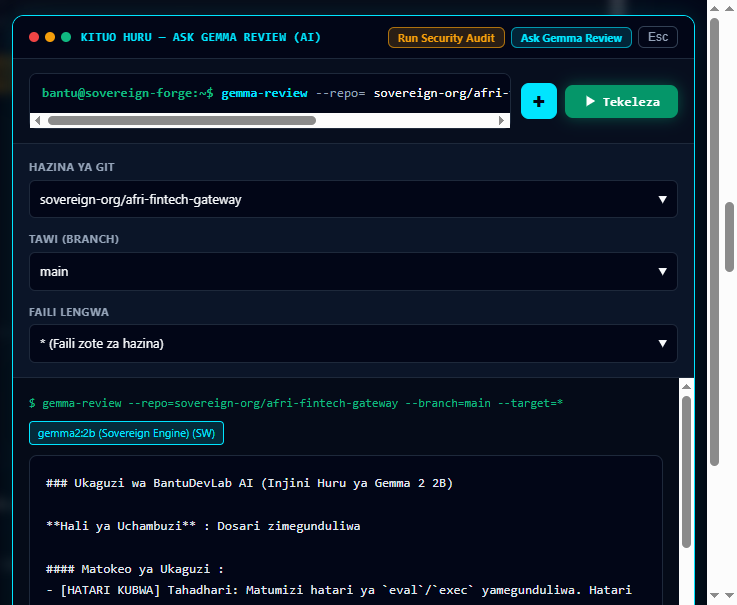 KITUO HURU — ASK GEMMA REVIEW (AI)
Run Security Audit
Ask Gemma Review
Esc
bantu@sovereign-forge:~$ gemma-review --repo= sovereign-org/afri-
+
▶ Tekeleza
HAZINA YA GIT
sovereign-org/afri-fintech-gateway
TAWI (BRANCH)
main
FAILI LENGWA
* (Faili zote za hazina)
$ gemma-review --repo=sovereign-org/afri-fintech-gateway --branch=main --target=*
gemma2:2b (Sovereign Engine) (SW)
### Ukaguzi wa BantuDevLab AI (Injini Huru ya Gemma 2 2B)
**Hali ya Uchambuzi** : Dosari zimegunduliwa
#### Matokeo ya Ukaguzi :
- [HATARI KUBWA] Tahadhari: Matumizi hatari ya `eval`/`exec` yamegunduliwa. Hatari